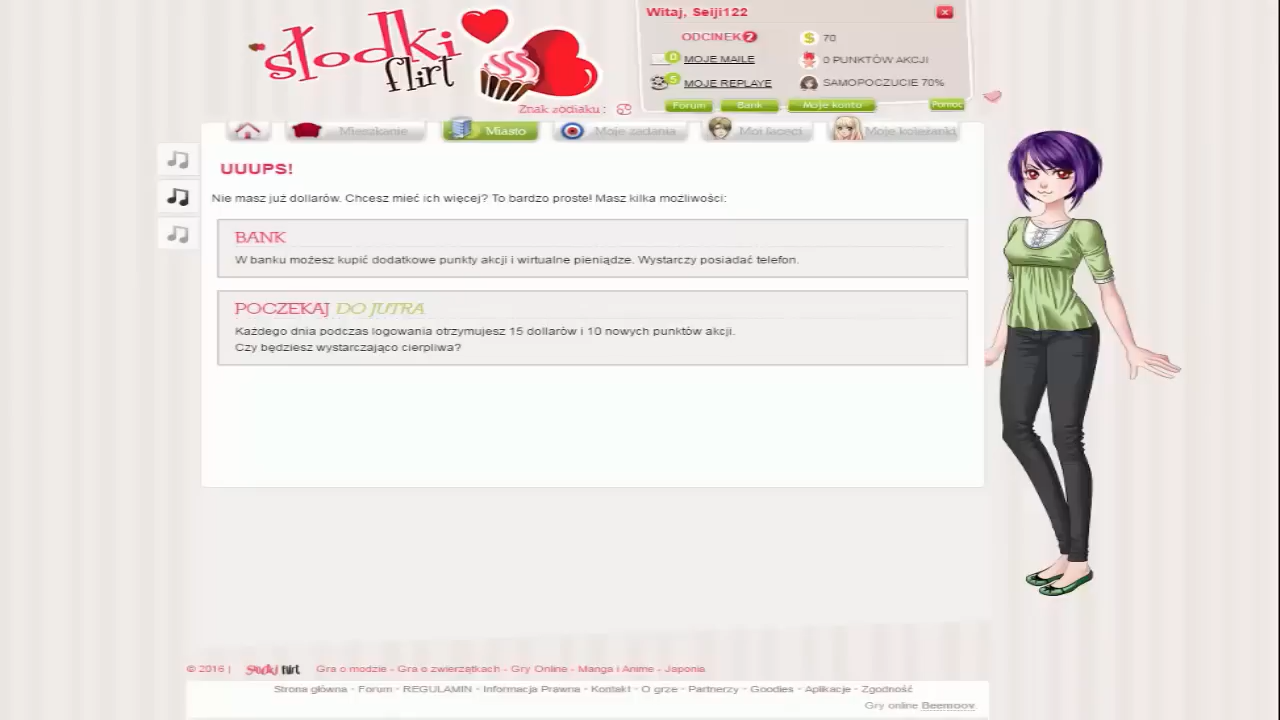 słodki
flirt
Witaj, Seiji122
ODCINEK 2
70
0 MOJE MAILE
0 PUNKTÓW AKCJI
5 MOJE REPLAYE
SAMOPOCZUCIE 70%
Forum Bank Moje konto Pomoc
Znak zodiaku :
Mieszkanie Miasto Moje zadania Moi faceci Moje koleżanki
UUUPS!
Nie masz już dollarów. Chcesz mieć ich więcej? To bardzo proste! Masz kilka możliwości:
BANK
W banku możesz kupić dodatkowe punkty akcji i wirtualne pieniądze. Wystarczy posiadać telefon.
POCZEKAJ DO JUTRA
Każdego dnia podczas logowania otrzymujesz 15 dollarów i 10 nowych punktów akcji.
Czy będziesz wystarczająco cierpliwa?
© 2016 | Słodki flirt Gra o modzie - Gra o zwierzątkach - Gry Online - Manga i Anime - Japonia
Strona główna - Forum - REGULAMIN - Informacja Prawna - Kontakt - O grze - Partnerzy - Goodies - Aplikacje - Zgodność
Gry online Beemoov